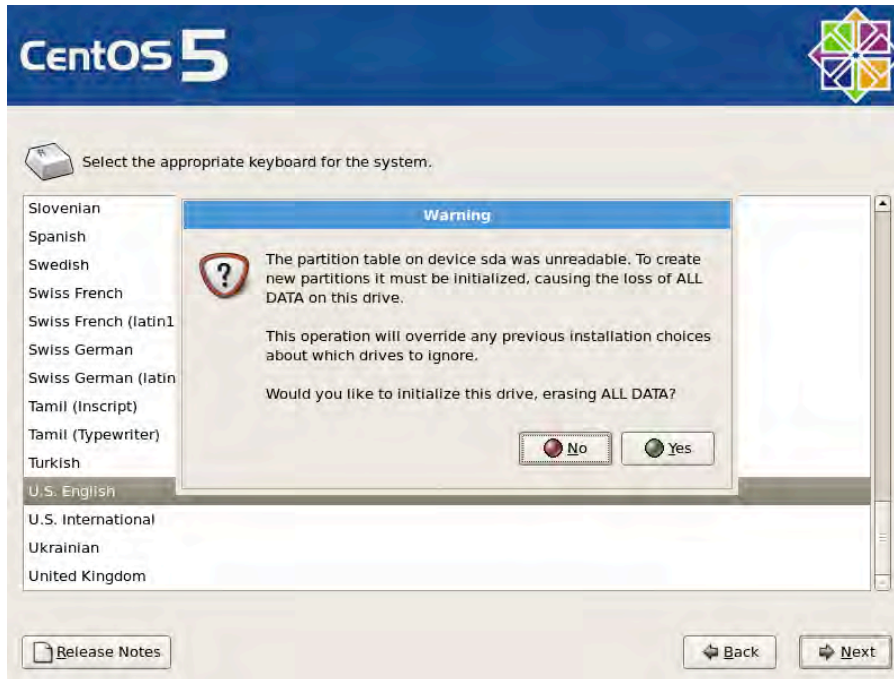 CentOS 5
Select the appropriate keyboard for the system.
Slovenian
Spanish
Swedish
Swiss French
Swiss French (latin1
Swiss German
Swiss German (latin
Tamil (Inscript)
Tamil (Typewriter)
Turkish
U.S. English
U.S. International
Ukrainian
United Kingdom
Warning
The partition table on device sda was unreadable. To create
new partitions it must be initialized, causing the loss of ALL
DATA on this drive.
This operation will override any previous installation choices
about which drives to ignore.
Would you like to initialize this drive, erasing ALL DATA?
No
Yes
Release Notes
Back
Next